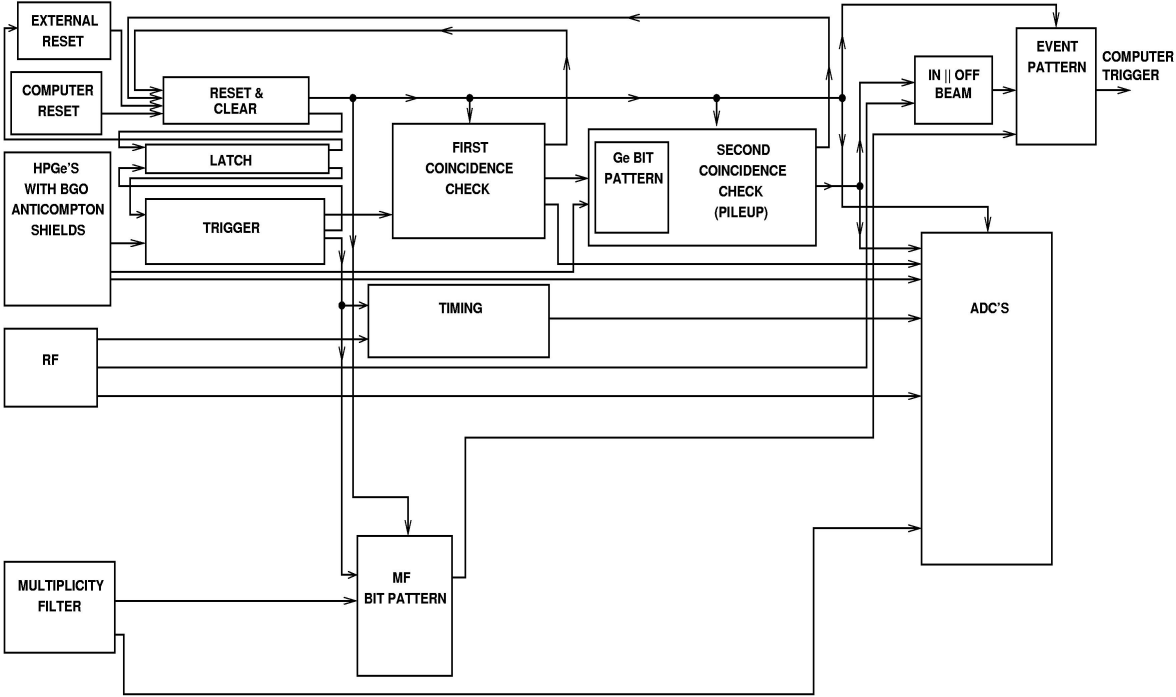 EXTERNAL
RESET
COMPUTER
RESET
RESET &
CLEAR
LATCH
HPGe'S
WITH BGO
ANTICOMPTON
SHIELDS
TRIGGER
FIRST
COINCIDENCE
CHECK
Ge BIT
PATTERN
SECOND
COINCIDENCE
CHECK
(PILEUP)
IN || OFF
BEAM
EVENT
PATTERN
COMPUTER
TRIGGER
TIMING
ADC'S
RF
MULTIPLICITY
FILTER
MF
BIT PATTERN